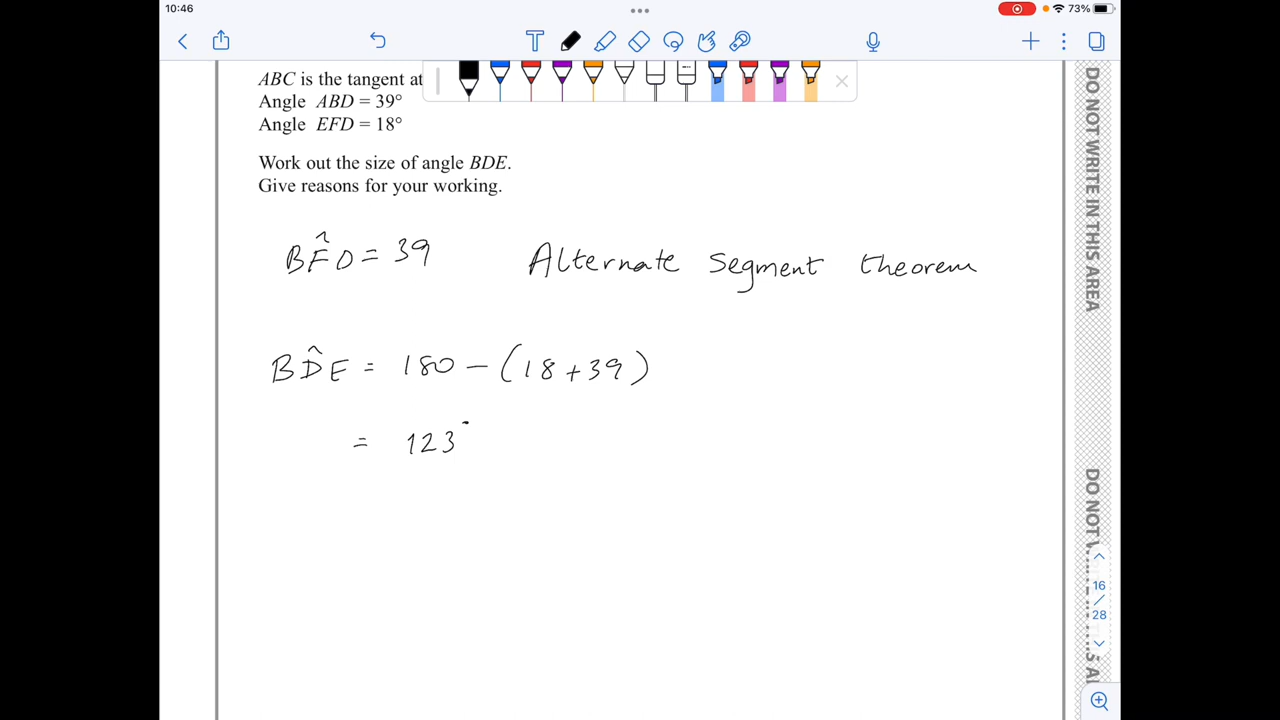 10:46
73%
ABC is the tangent at
Angle ABD = 39°
Angle EFD = 18°
Work out the size of angle BDE.
Give reasons for your working.
BF̂D = 39 Alternate Segment theorem
BD̂E = 180 - (18 + 39)
= 123°
DO NOT WRITE IN THIS AREA
DO NOT
16
28